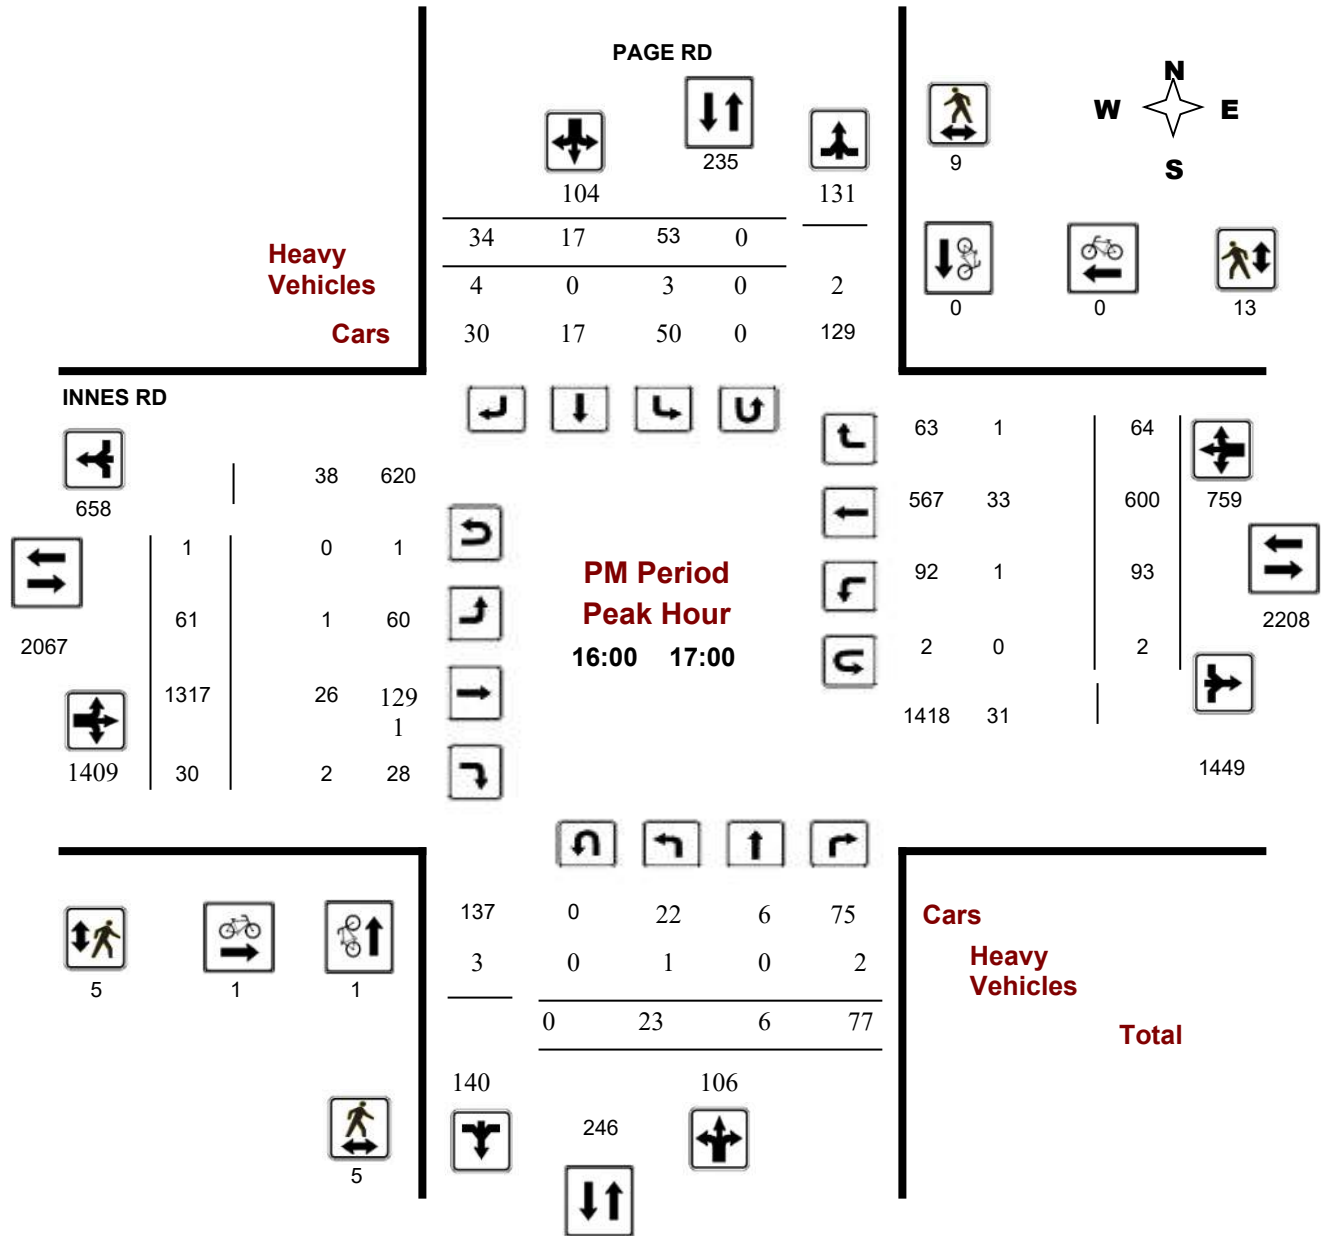 PAGE RD
N
W E
S
235
9
104 131
34 17 53 0
Heavy
Vehicles
4 0 3 0 2
Cars
30 17 50 0 129
0 0 13
INNES RD
63 1 64
658
38 620
567 33 600 759
1 0 1
PM Period
92 1 93
61 1 60
Peak Hour
2208
2067
16:00 17:00
2 0 2
1317 26 129
1
1418 31
1409 30 2 28
1449
137 0 22 6 75
Cars
3 0 1 0 2
Heavy
Vehicles
5 1 1
0 23 6 77
Total
140 106
246
5